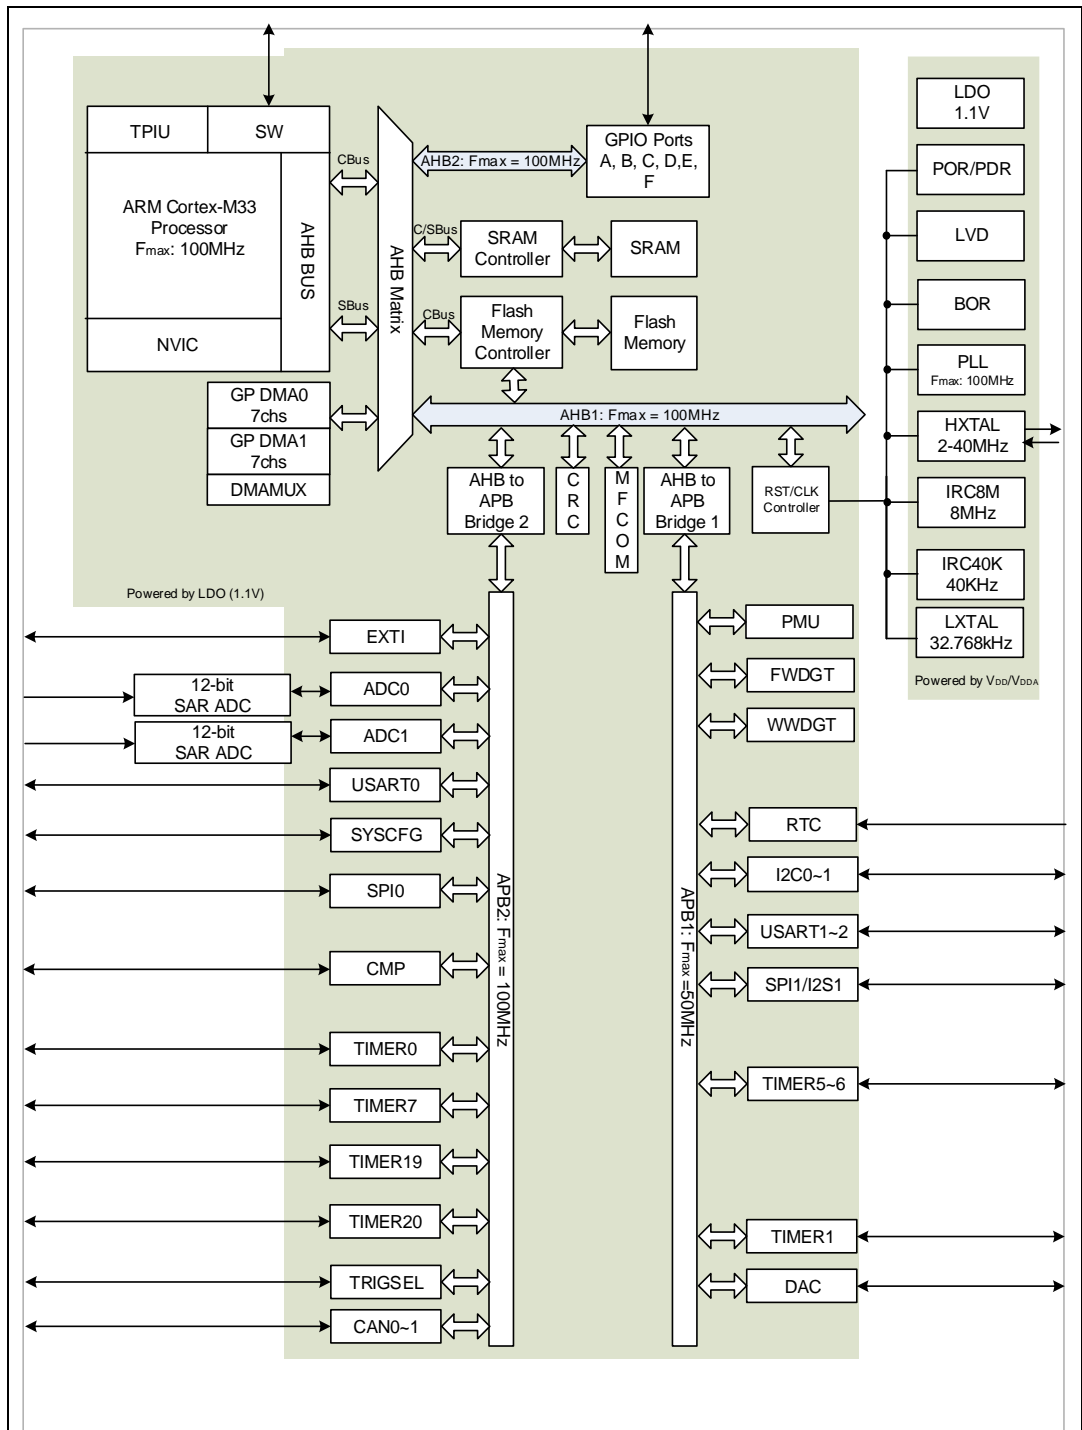 TPIU
SW
ARM Cortex-M33
Processor
Fmax: 100MHz
AHB BUS
NVIC
CBus
SBus
GP DMA0
7chs
GP DMA1
7chs
DMAMUX
AHB Matrix
AHB2: Fmax = 100MHz
GPIO Ports
A, B, C, D,E,
F
C/SBus
SRAM
Controller
SRAM
CBus
Flash
Memory
Controller
Flash
Memory
AHB1: Fmax = 100MHz
AHB to
APB
Bridge 2
C
R
C
M
F
C
O
M
AHB to
APB
Bridge 1
RST/CLK
Controller
LDO
1.1V
POR/PDR
LVD
BOR
PLL
Fmax: 100MHz
HXTAL
2-40MHz
IRC8M
8MHz
IRC40K
40KHz
LXTAL
32.768kHz
Powered by VDD/VDDA
Powered by LDO (1.1V)
EXTI
12-bit
SAR ADC
ADC0
12-bit
SAR ADC
ADC1
USART0
SYSCFG
SPI0
CMP
TIMER0
TIMER7
TIMER19
TIMER20
TRIGSEL
CAN0~1
APB2: Fmax = 100MHz
APB1: Fmax =50MHz
PMU
FWDGT
WWDGT
RTC
I2C0~1
USART1~2
SPI1/I2S1
TIMER5~6
TIMER1
DAC